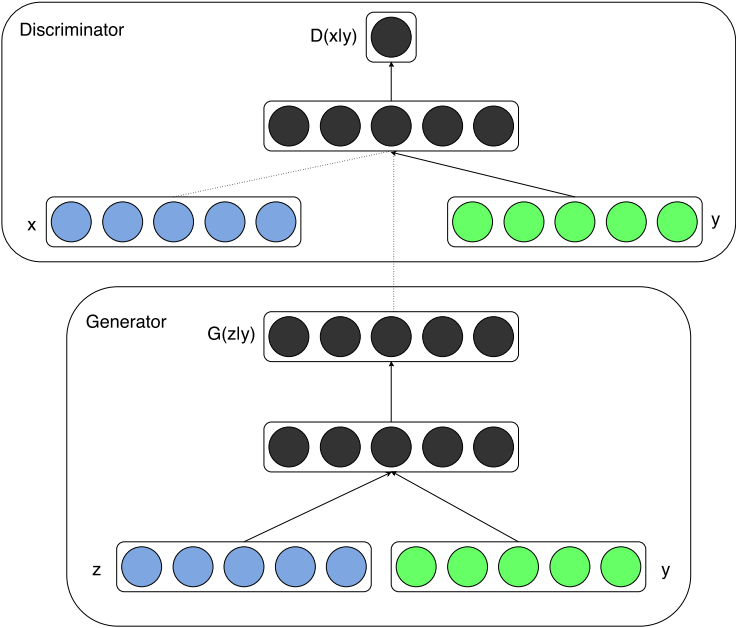 Discriminator
D(x|y)
x
y
Generator
G(z|y)
z
y